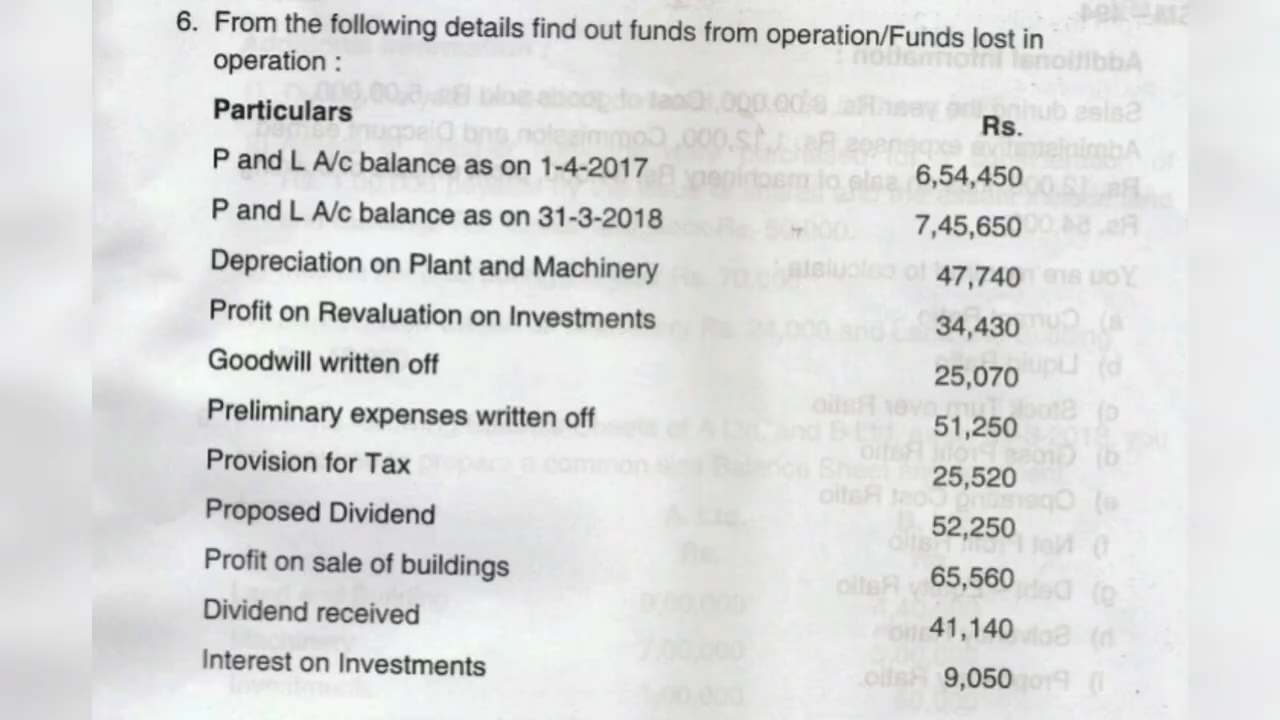 6. From the following details find out funds from operation/Funds lost in
operation :
Particulars Rs.
P and L A/c balance as on 1-4-2017 6,54,450
P and L A/c balance as on 31-3-2018 7,45,650
Depreciation on Plant and Machinery 47,740
Profit on Revaluation on Investments 34,430
Goodwill written off 25,070
Preliminary expenses written off 51,250
Provision for Tax 25,520
Proposed Dividend 52,250
Profit on sale of buildings 65,560
Dividend received 41,140
Interest on Investments 9,050